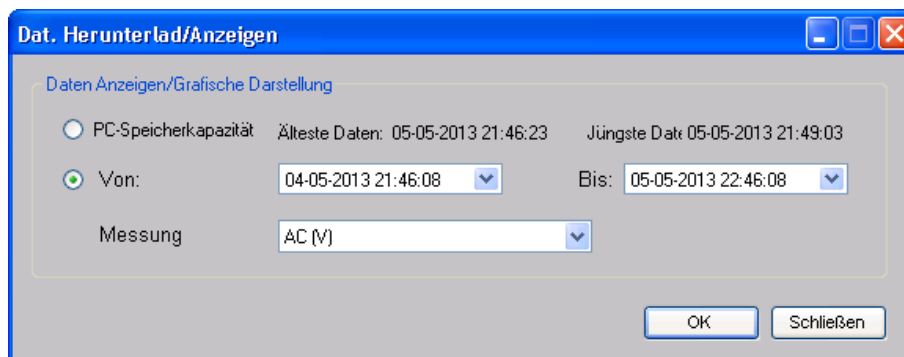 Dat. Herunterlad/Anzeigen
Daten Anzeigen/Grafische Darstellung
PC-Speicherkapazität Älteste Daten: 05-05-2013 21:46:23 Jüngste Date 05-05-2013 21:49:03
Von: 04-05-2013 21:46:08 Bis: 05-05-2013 22:46:08
Messung AC (V)
OK Schließen